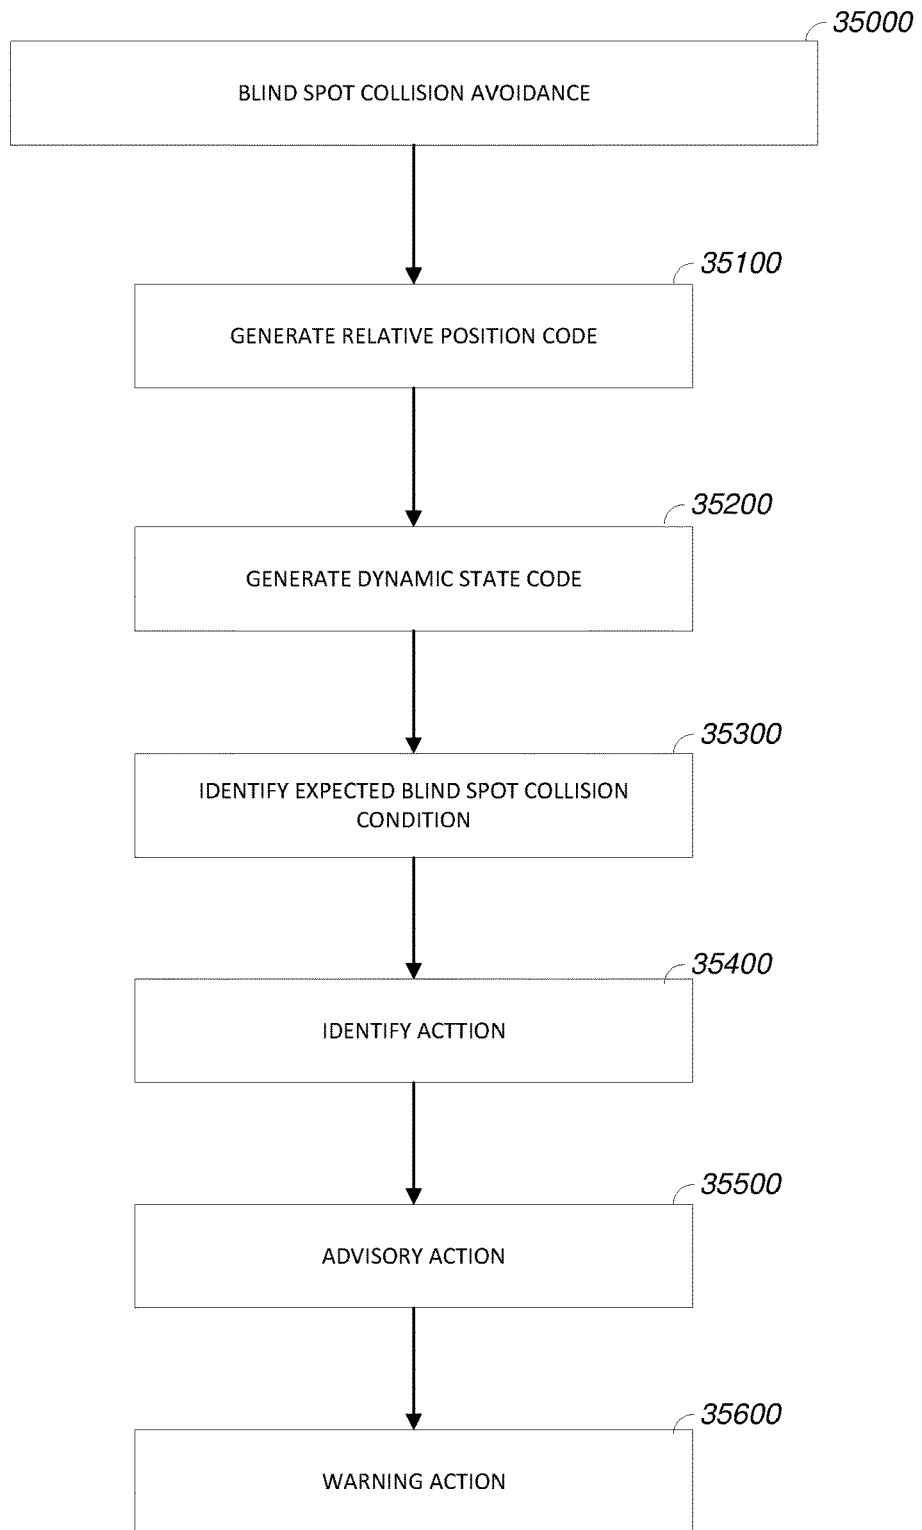 35000
BLIND SPOT COLLISION AVOIDANCE
35100
GENERATE RELATIVE POSITION CODE
35200
GENERATE DYNAMIC STATE CODE
35300
IDENTIFY EXPECTED BLIND SPOT COLLISION
CONDITION
35400
IDENTIFY ACTTION
35500
ADVISORY ACTION
35600
WARNING ACTION